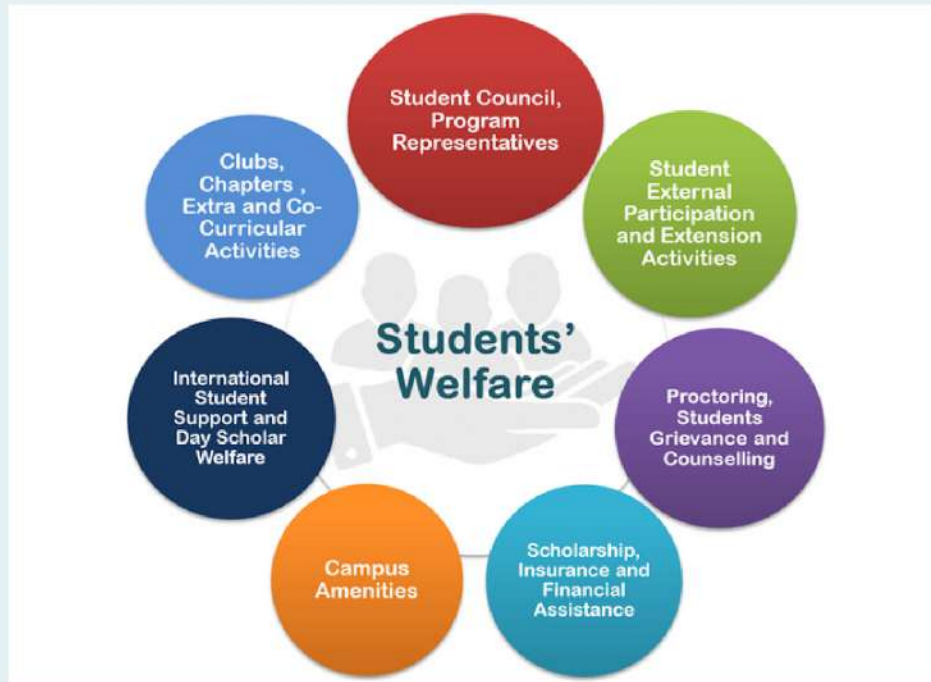 Student Council,
Program
Representatives
Student
External
Participation
and Extension
Activities
Proctoring,
Students
Grievance and
Counselling
Scholarship,
Insurance and
Financial
Assistance
Campus
Amenities
International
Student
Support and
Day Scholar
Welfare
Clubs,
Chapters ,
Extra and Co-
Curricular
Activities
Students’
Welfare